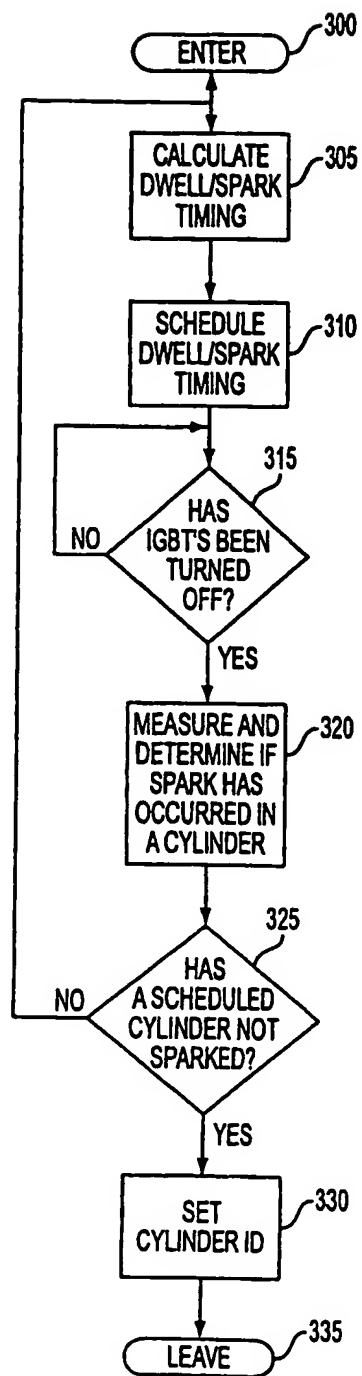 300
ENTER
CALCULATE
DWELL/SPARK
TIMING
305
SCHEDULE
DWELL/SPARK
TIMING
310
315
HAS
IGBT'S BEEN
TURNED
OFF?
NO
YES
MEASURE AND
DETERMINE IF
SPARK HAS
OCCURRED IN
A CYLINDER
320
325
HAS
A SCHEDULED
CYLINDER NOT
SPARKED?
NO
YES
SET
CYLINDER ID
330
335
LEAVE